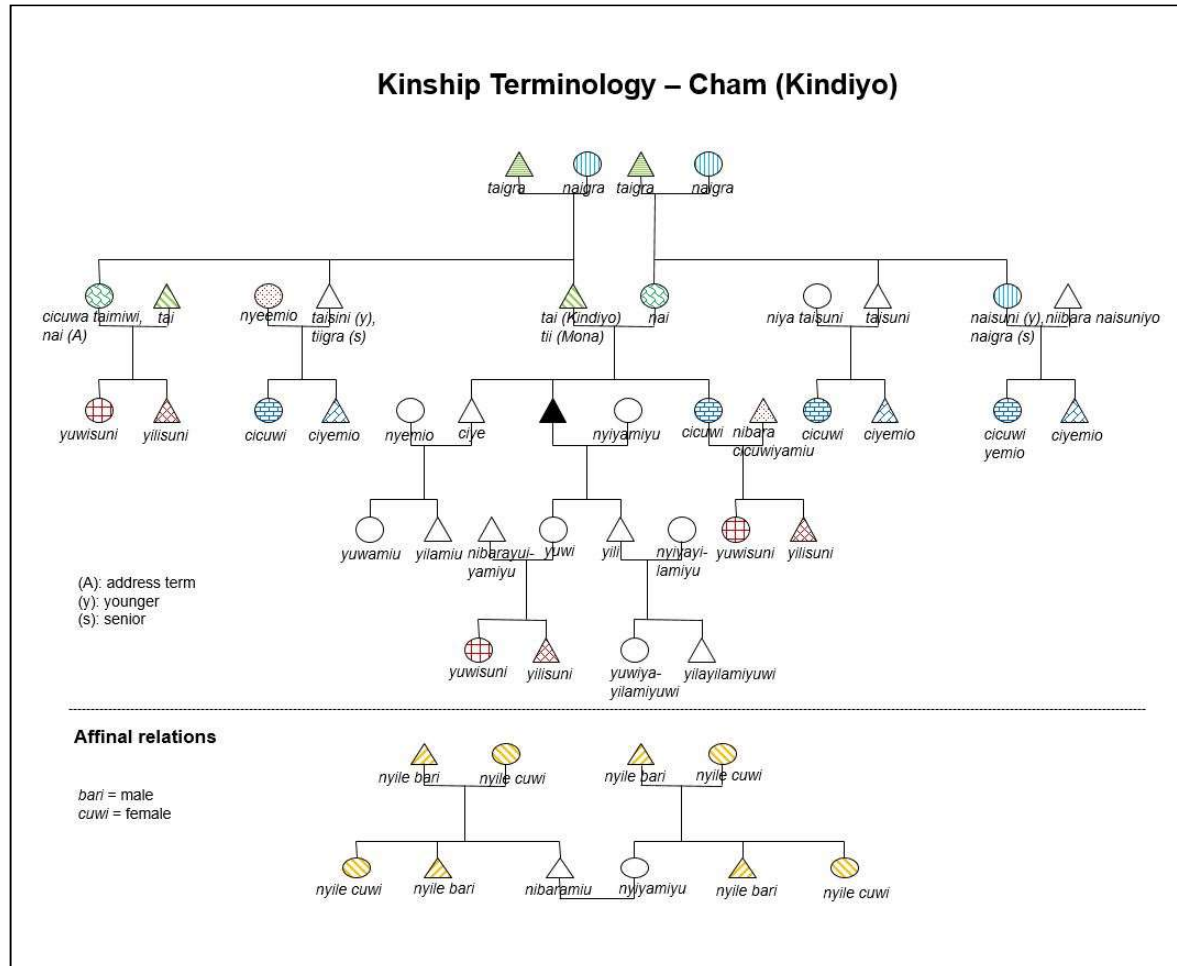 Kinship Terminology – Cham (Kindiyo)
taigra naigra taigra naigra
cicuwa taimiwi,
nai (A)
tai
nyeemio
taisini (y),
tiigra (s)
tai (Kindiyo)
tii (Mona)
nai
niya taisuni
taisuni
naisuni (y),
naigra (s)
niibara naisuniyo
yuwisuni
yilisuni
cicuwi
ciyemio
nyemio
ciye
nyiyamiyu
cicuwi
nibara
cicuwiyamiu
cicuwi
ciyemio
cicuwi
yemio
ciyemio
yuwamiu
yilamiu
nibarayui-
yamiyu
yuwi
yili
nyiyayi-
lamiyu
yuwisuni
yilisuni
(A): address term
(y): younger
(s): senior
yuwisuni
yilisuni
yuwiya-
yilamiyuwi
yilayilamiyuwi
Affinal relations
bari = male
cuwi = female
nyile bari
nyile cuwi
nyile bari
nyile cuwi
nyile cuwi
nyile bari
nibaramiu
nyiyamiyu
nyile bari
nyile cuwi